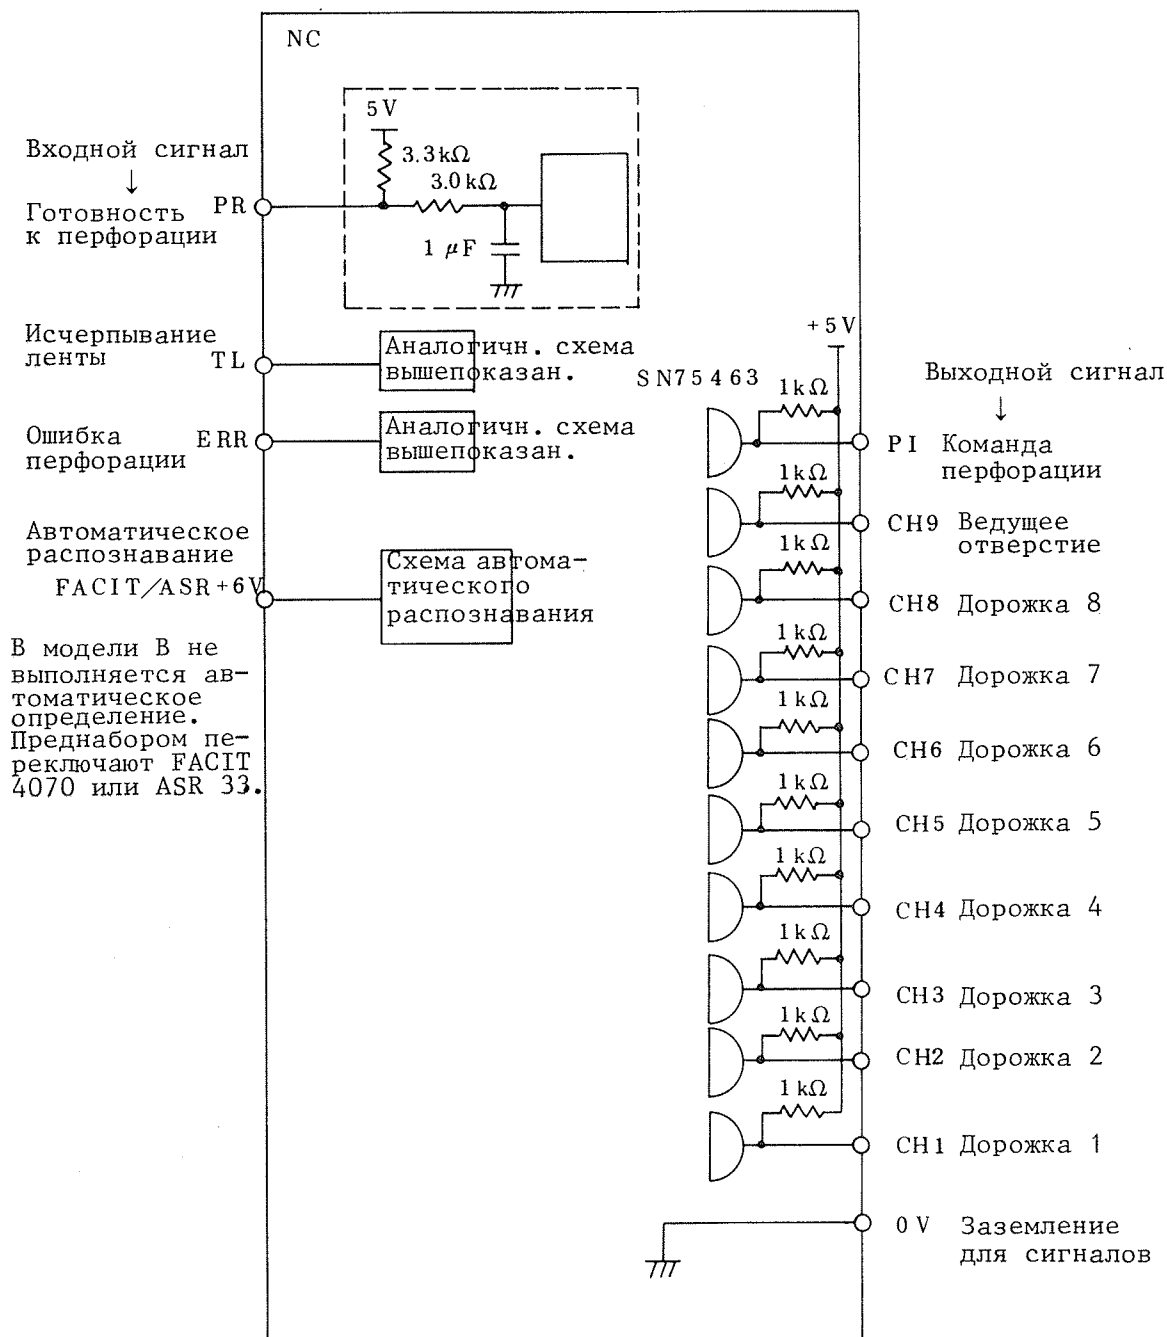 NC
5V
3.3kΩ
3.0kΩ
1 μF
Входной сигнал
↓
Готовность
к перфорации
PR
Исчерпывание
ленты
TL
Аналогичн. схема
вышепоказан.
Ошибка
перфорации
ERR
Аналогичн. схема
вышепоказан.
Автоматическое
распознавание
FACIT/ASR+6V
Схема автома-
тического
распознавания
В модели В не
выполняется ав-
томатическое
определение.
Преднабором пе-
реключают FACIT
4070 или ASR 33.
+5V
SN75463
Выходной сигнал
↓
1kΩ
PI Команда
перфорации
1kΩ
CH9 Ведущее
отверстие
1kΩ
CH8 Дорожка 8
1kΩ
CH7 Дорожка 7
1kΩ
CH6 Дорожка 6
1kΩ
CH5 Дорожка 5
1kΩ
CH4 Дорожка 4
1kΩ
CH3 Дорожка 3
1kΩ
CH2 Дорожка 2
1kΩ
CH1 Дорожка 1
0V Заземление
для сигналов